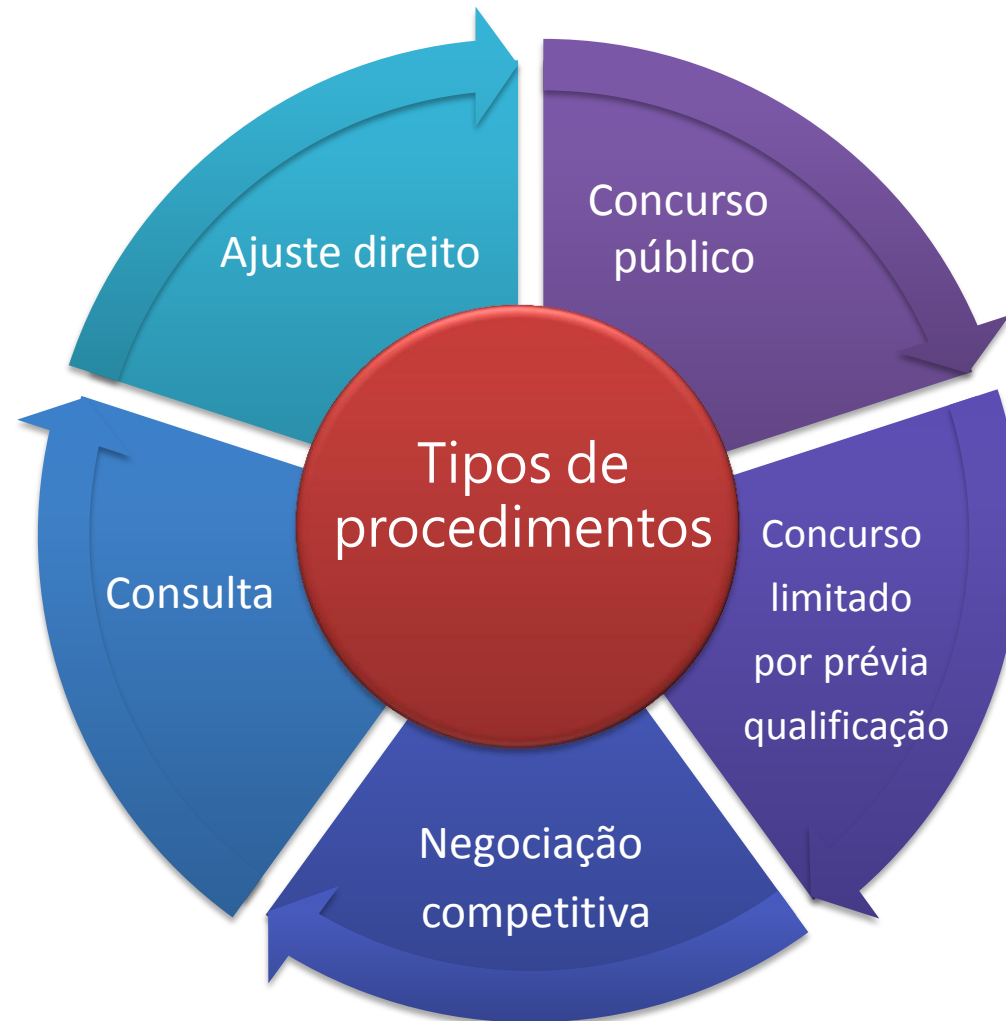 Tipos de
procedimentos
Concurso
público
Concurso
limitado
por prévia
qualificação
Negociação
competitiva
Consulta
Ajuste direito